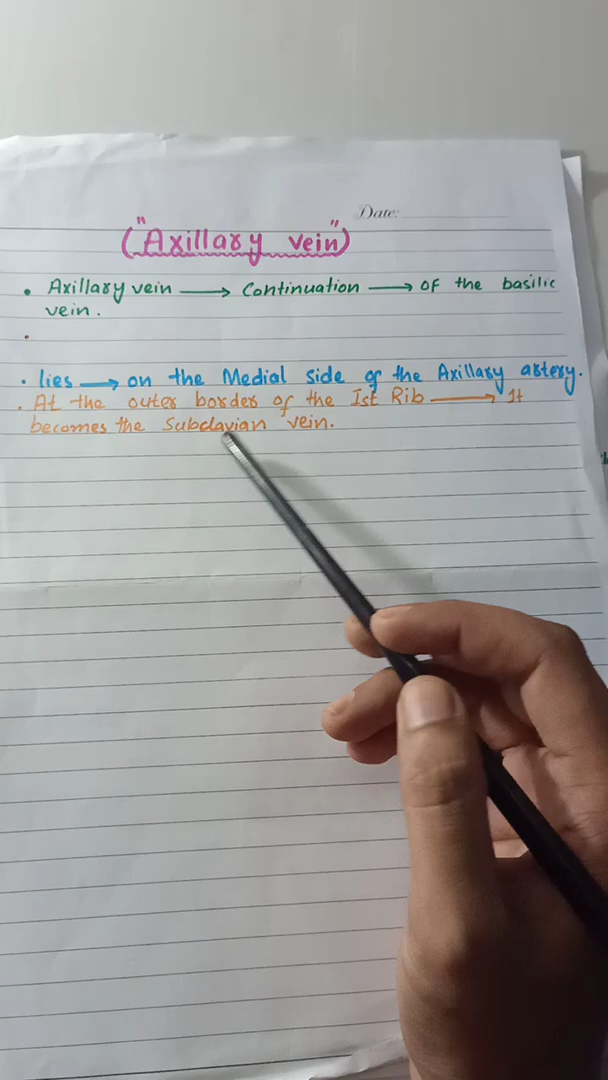 Date:
("Axillary vein")
• Axillary vein → Continuation → of the basilic
vein.
•
• lies → on the Medial side of the Axillary artery.
• At the outer border of the Ist Rib → It
becomes the Subclavian vein.